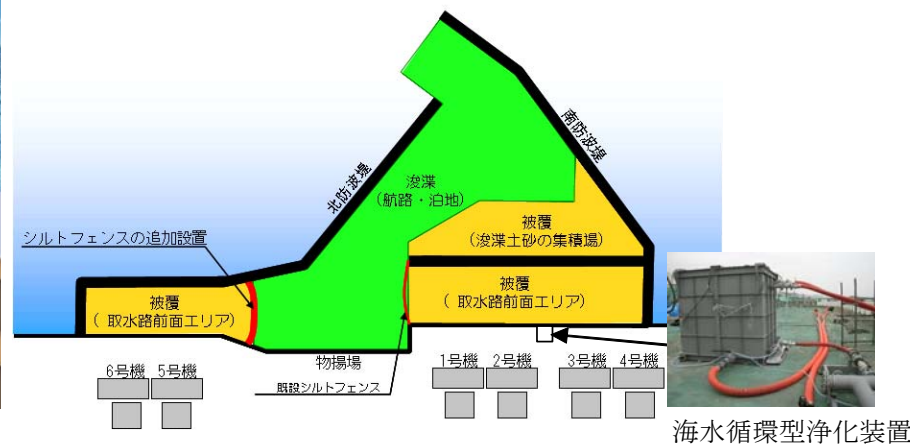 南防波堤
北防波堤
浚渫
(航路・泊地)
シルトフェンスの追加設置
被覆
(浚渫土砂の集積場)
被覆
( 取水路前面エリア)
被覆
( 取水路前面エリア)
物揚場
既設シルトフェンス
6号機 5号機
1号機 2号機 3号機 4号機
海水循環型浄化装置